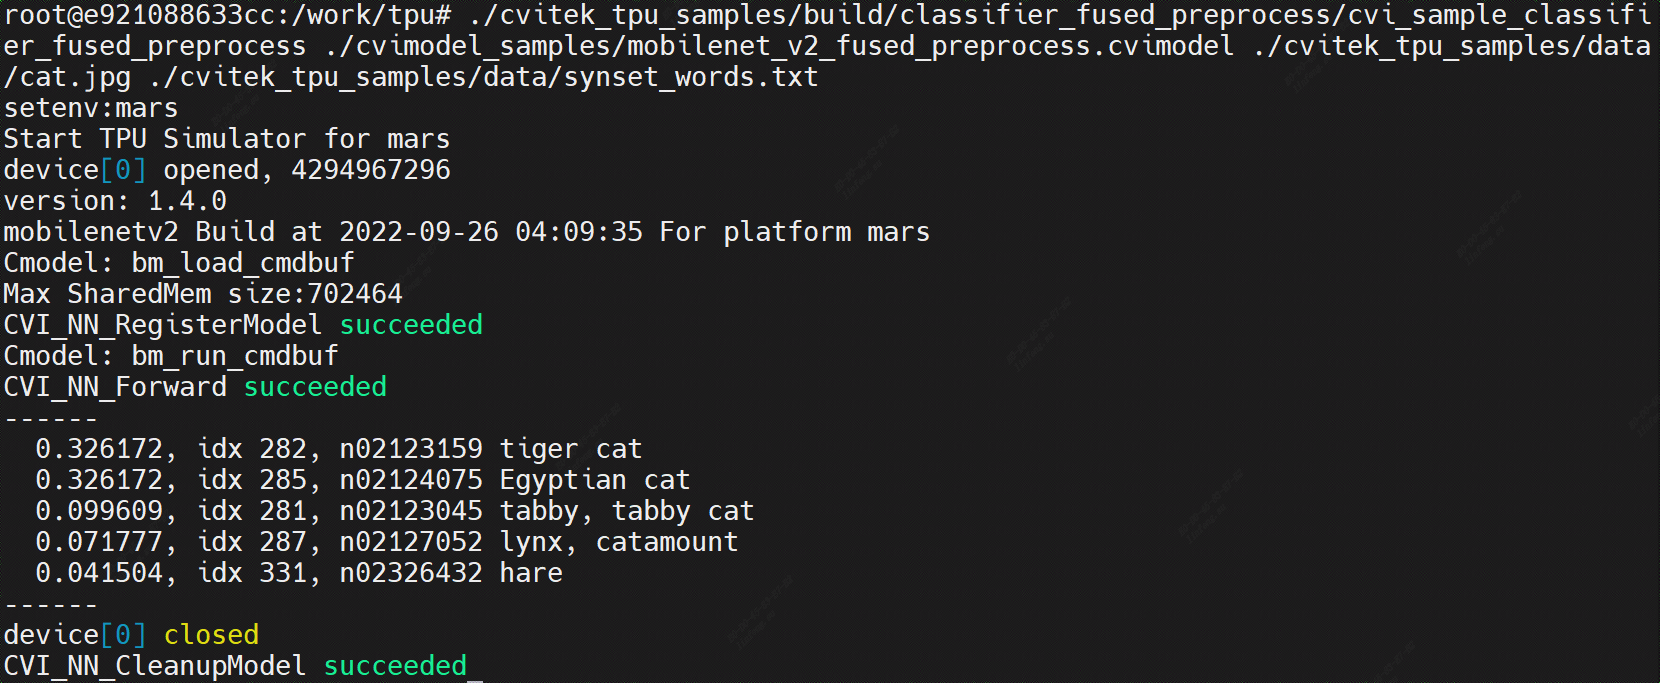 root@e921088633cc:/work/tpu# ./cvitek_tpu_samples/build/classifier_fused_preprocess/cvi_sample_classifi
er_fused_preprocess ./cvimodel_samples/mobilenet_v2_fused_preprocess.cvimodel ./cvitek_tpu_samples/data
/cat.jpg ./cvitek_tpu_samples/data/synset_words.txt
setenv:mars
Start TPU Simulator for mars
device[0] opened, 4294967296
version: 1.4.0
mobilenetv2 Build at 2022-09-26 04:09:35 For platform mars
Cmodel: bm_load_cmdbuf
Max SharedMem size:702464
CVI_NN_RegisterModel succeeded
Cmodel: bm_run_cmdbuf
CVI_NN_Forward succeeded
------
  0.326172, idx 282, n02123159 tiger cat
  0.326172, idx 285, n02124075 Egyptian cat
  0.099609, idx 281, n02123045 tabby, tabby cat
  0.071777, idx 287, n02127052 lynx, catamount
  0.041504, idx 331, n02326432 hare
------
device[0] closed
CVI_NN_CleanupModel succeeded